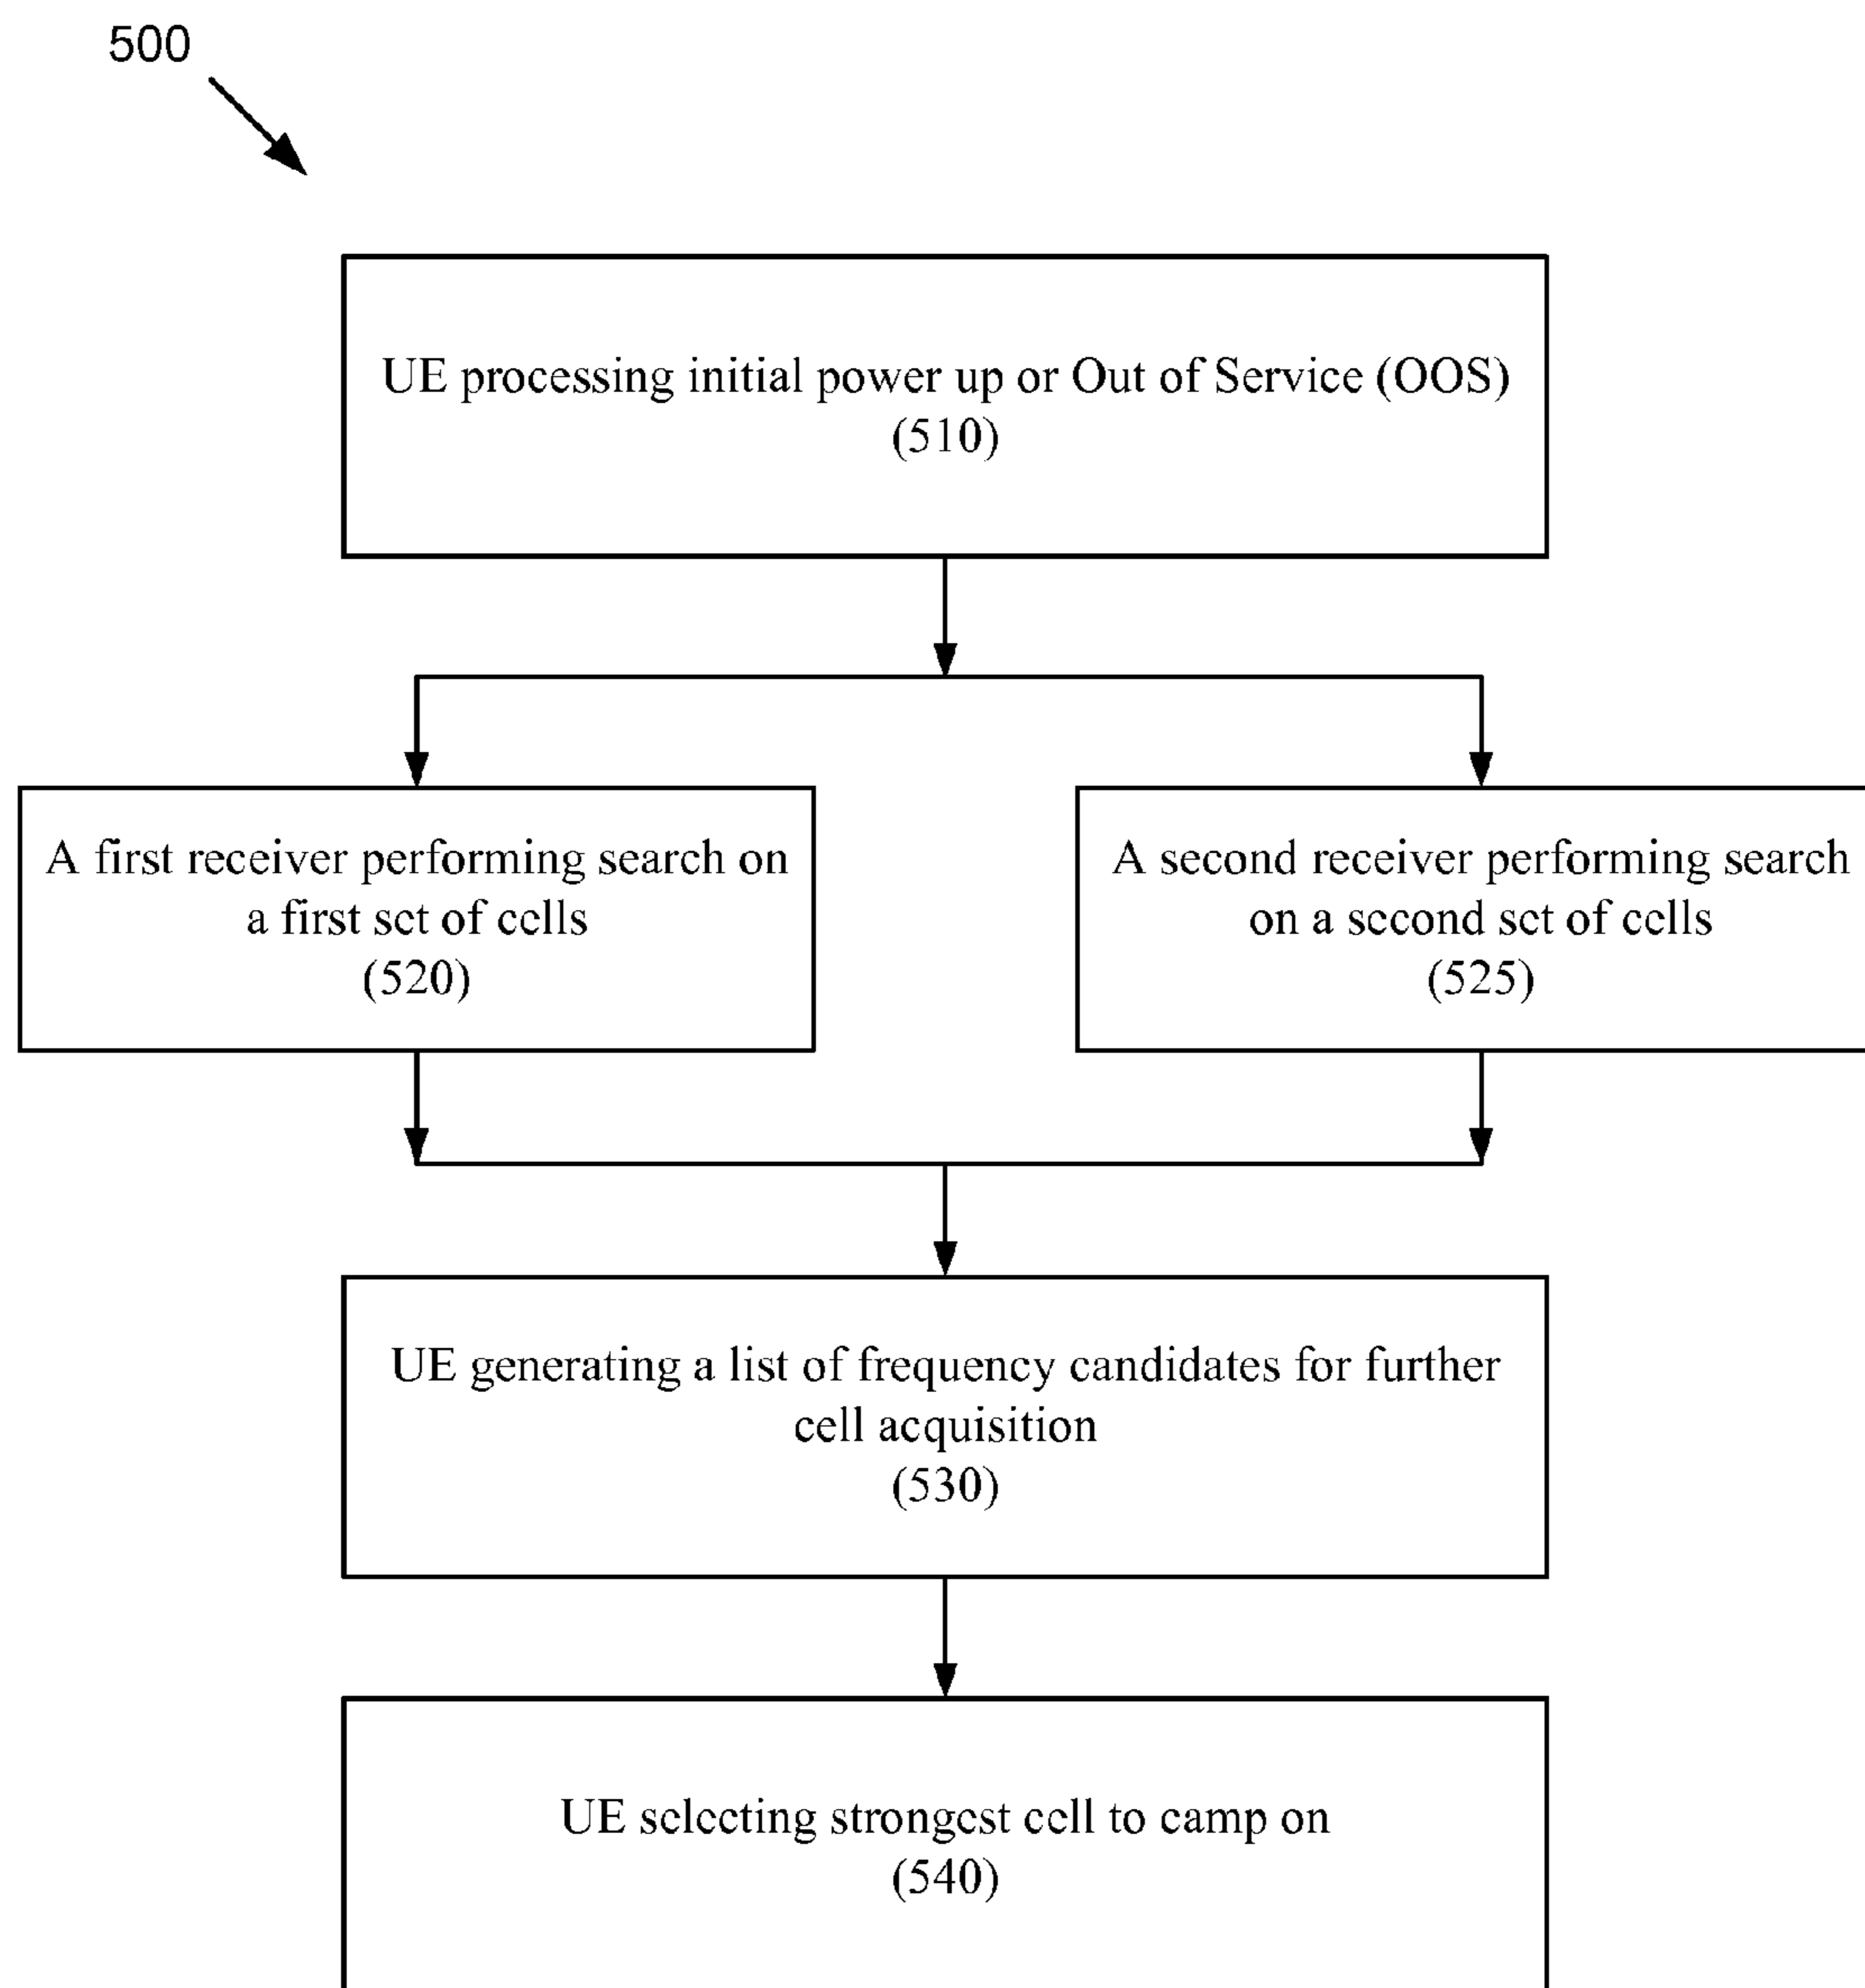 500
UE processing initial power up or Out of Service (OOS)
(510)
A first receiver performing search on
a first set of cells
(520)
A second receiver performing search
on a second set of cells
(525)
UE generating a list of frequency candidates for further
cell acquisition
(530)
UE selecting strongest cell to camp on
(540)